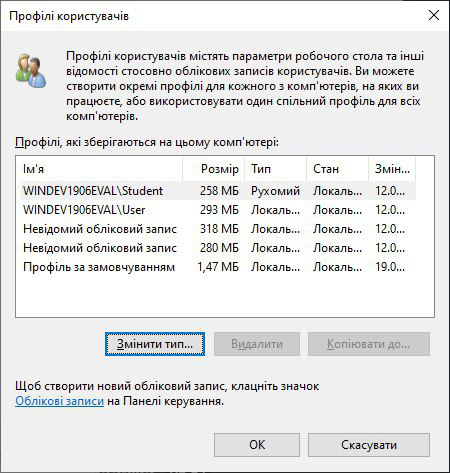 Профілі користувачів
Профілі користувачів містять параметри робочого стола та інші
відомості стосовно облікових записів користувачів. Ви можете
створити окремі профілі для кожного з комп'ютерів, на яких ви
працюєте, або використовувати один спільний профіль для всіх
комп'ютерів.
Профілі, які зберігаються на цьому комп'ютері:
Ім'я Розмір Тип Стан Змін...
WINDEV1906EVAL\Student 258 МБ Рухомий Локаль... 12.0...
WINDEV1906EVAL\User 293 МБ Локаль... Локаль... 12.0...
Невідомий обліковий запис 318 МБ Локаль... Локаль... 12.0...
Невідомий обліковий запис 280 МБ Локаль... Локаль... 12.0...
Профіль за замовчуванням 1,47 МБ Локаль... Локаль... 19.0...
Змінити тип... Видалити Копіювати до...
Щоб створити новий обліковий запис, клацніть значок
Облікові записи на Панелі керування.
ОК Скасувати